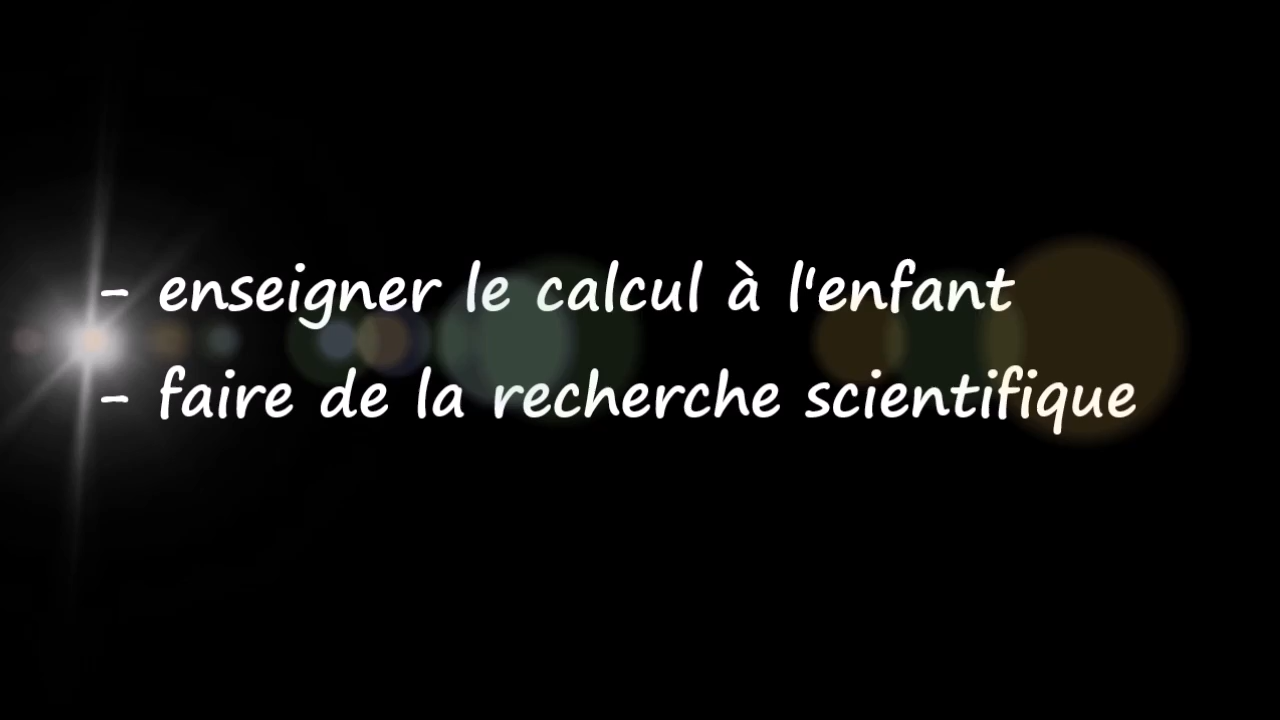 - enseigner le calcul à l'enfant
- faire de la recherche scientifique